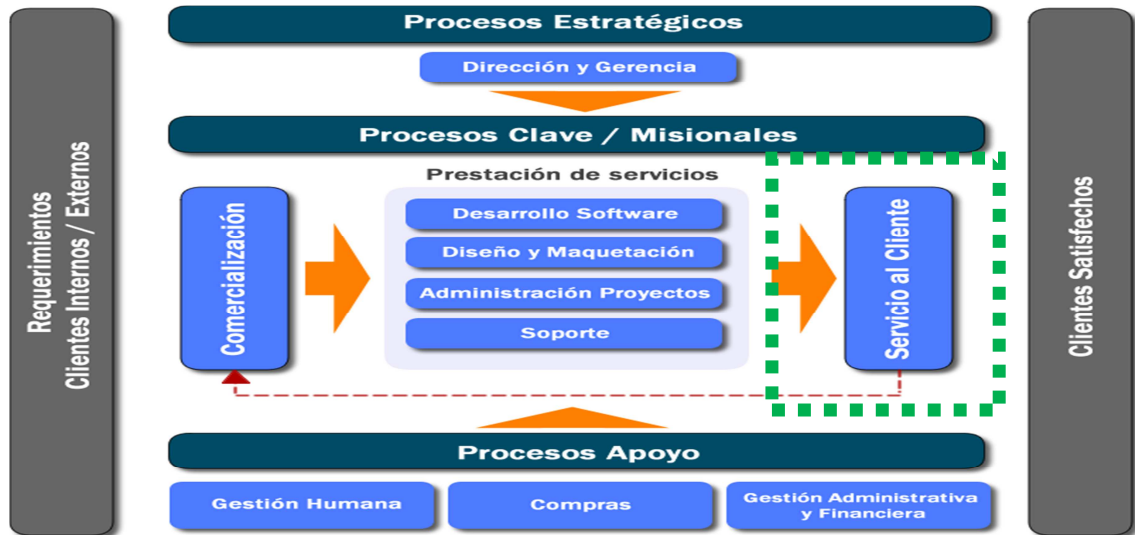 Procesos Estratégicos
Dirección y Gerencia
Procesos Clave / Misionales
Requerimientos
Clientes Internos / Externos
Comercialización
Prestación de servicios
Desarrollo Software
Diseño y Maquetación
Administración Proyectos
Soporte
Servicio al Cliente
Clientes Satisfechos
Procesos Apoyo
Gestión Humana
Compras
Gestión Administrativa
y Financiera